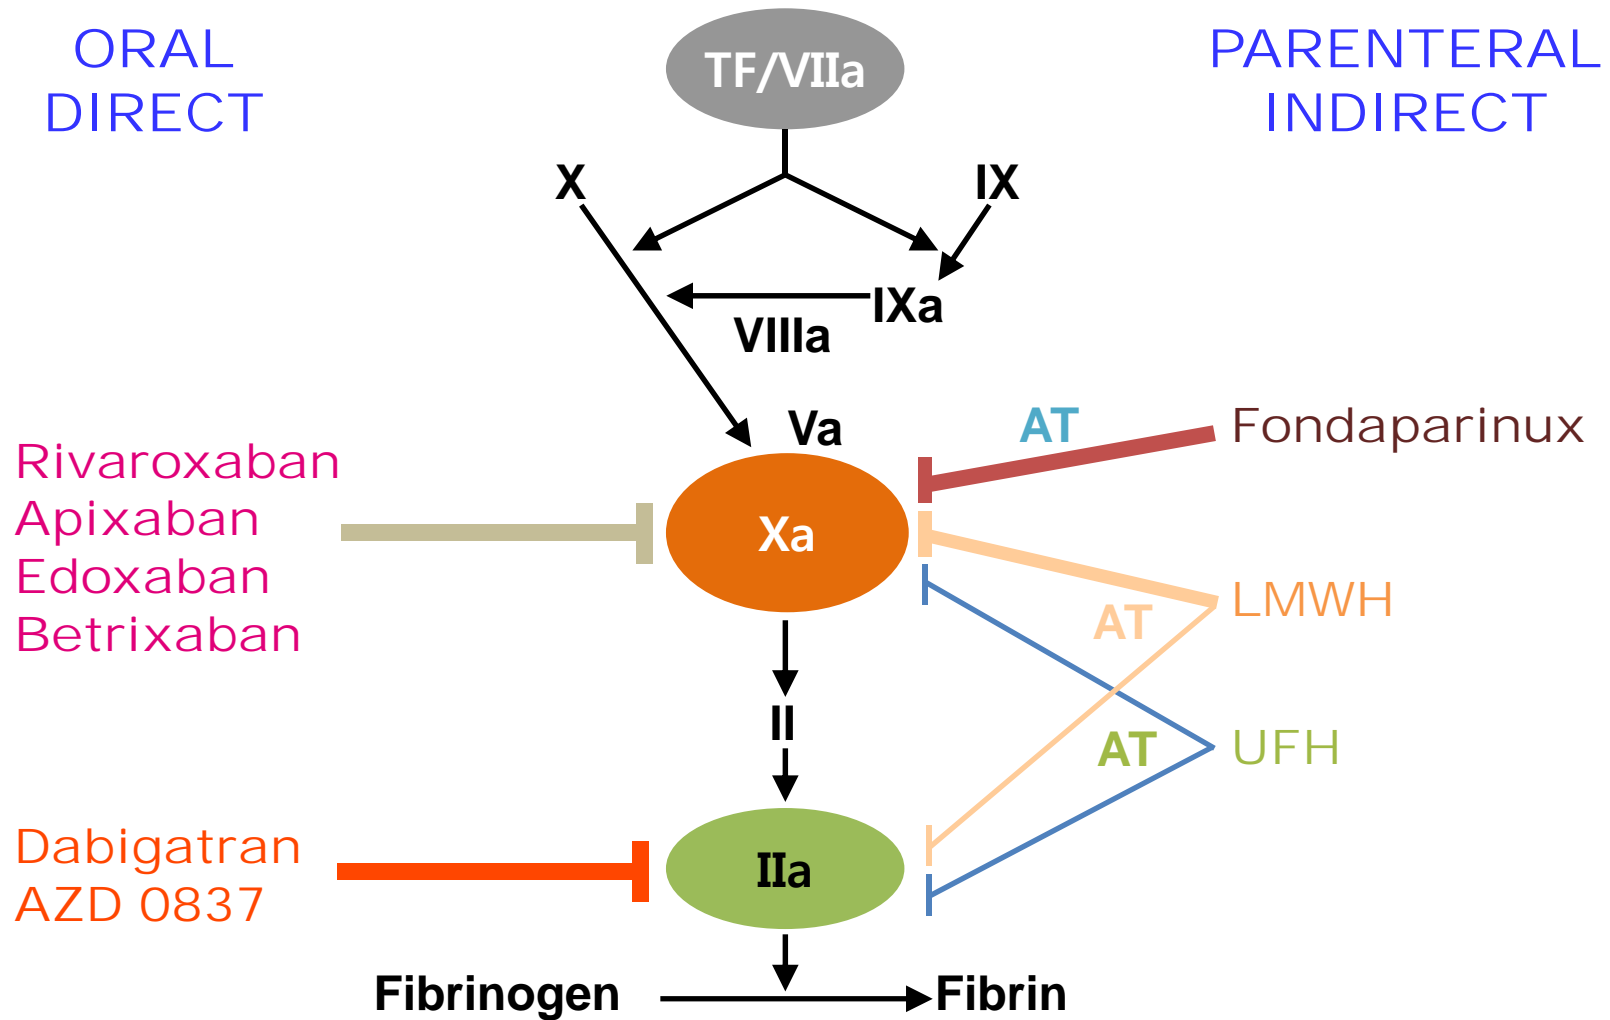 ORAL
DIRECT
TF/VIIa
PARENTERAL
INDIRECT
X
IX
IXa
VIIIa
Va
AT
Fondaparinux
Rivaroxaban
Apixaban
Edoxaban
Betrixaban
Xa
LMWH
AT
II
AT
UFH
Dabigatran
AZD 0837
IIa
Fibrinogen
Fibrin